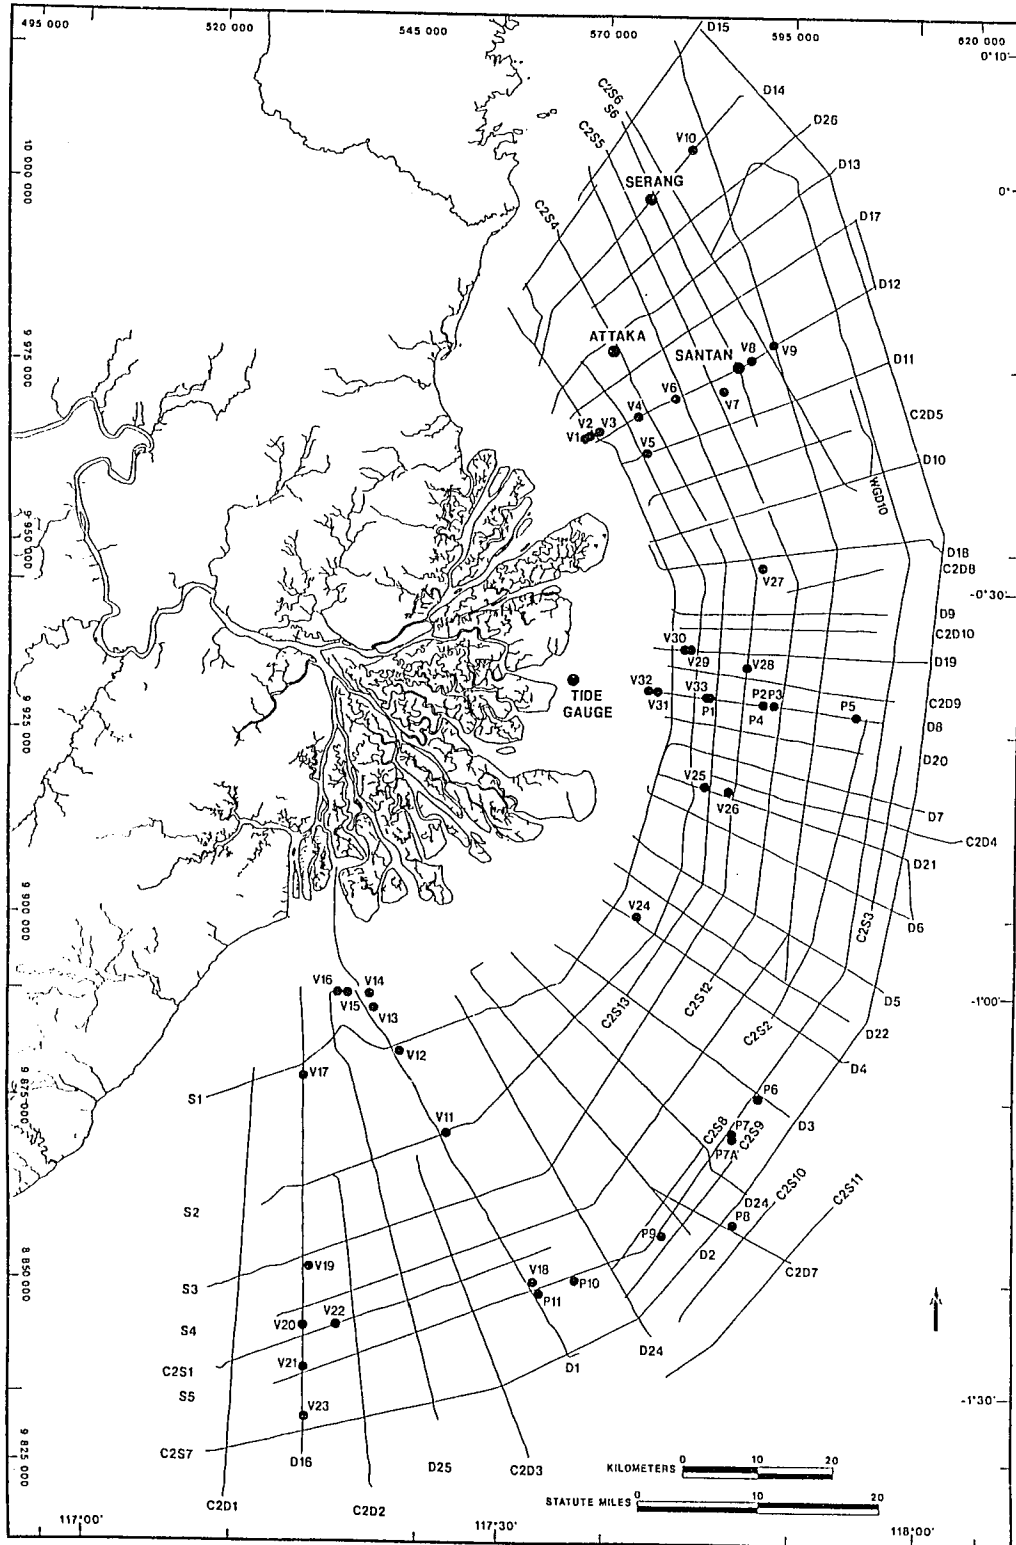 495 000 520 000 545 000 570 000 595 000 620 000
0°10'
D15
D14
C2S6
S6
C2S5
D26
V10
10 000 000
SERANG
D13
0°
C2S4
D17
D12
ATTAKA
9 975 000
SANTAN
V8
V9
D11
V6
V7
C2D5
V4
V2
V3
V1
V5
D10
WGD10
9 950 000
D18
C2D8
V27
-0°30'
D9
C2D10
V30
V29
V28
D19
V32
V31
V33
P1
P2P3
P4
P5
C2D9
TIDE
GAUGE
9 925 000
D8
D20
V25
V26
D7
C2D4
D21
9 900 000
V24
C2S3
D6
V16
V14
V15
V13
C2S13
C2S12
C2S2
D5
-1°00'
D22
V12
D4
V17
9 875 000
S1
P6
V11
D3
C2S8
P7
C2S9
P7A
C2S10
C2S11
S2
D24
P8
P9
D2
C2D7
V19
8 850 000
S3
V18
P10
P11
V20
V22
S4
D24
D1
C2S1
V21
S5
-1°30'
V23
C2S7
9 825 000
D16
D25
C2D3
C2D1
C2D2
KILOMETERS 0 10 20
STATUTE MILES 0 10 20
117°00' 117°30' 118°00'